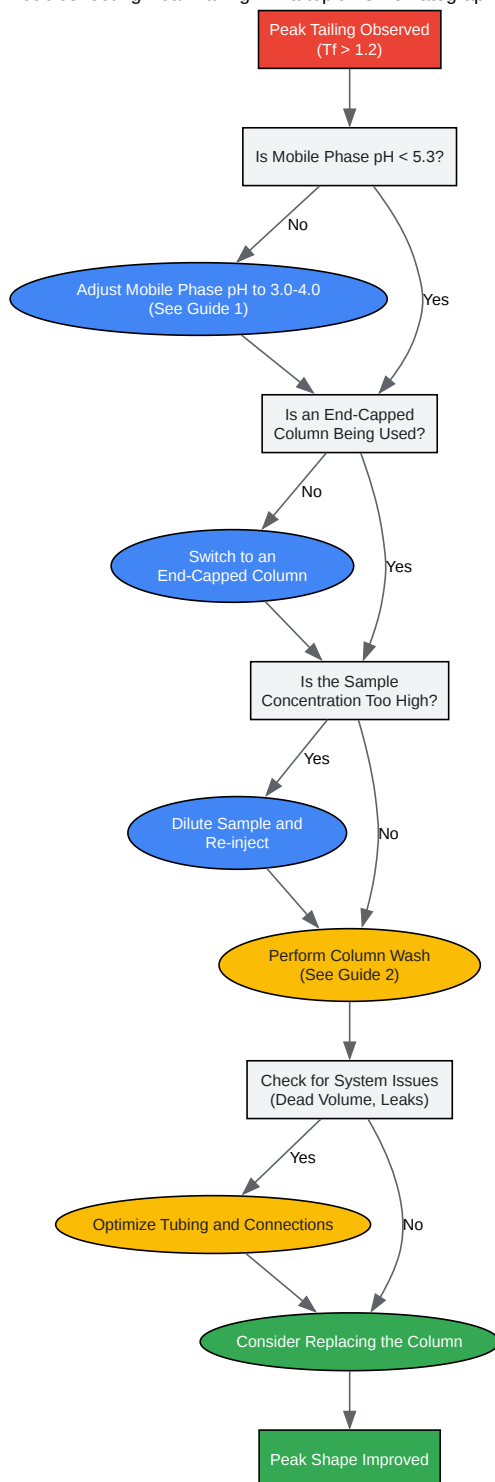 Peak Tailing Observed
(Tf > 1.2)
Is Mobile Phase pH < 5.3?
No
Adjust Mobile Phase pH to 3.0-4.0
(See Guide 1)
Yes
Is an End-Capped
Column Being Used?
No
Switch to an
End-Capped Column
Yes
Is the Sample
Concentration Too High?
Yes
Dilute Sample and
Re-inject
No
Perform Column Wash
(See Guide 2)
Check for System Issues
(Dead Volume, Leaks)
Yes
Optimize Tubing and Connections
No
Consider Replacing the Column
Peak Shape Improved